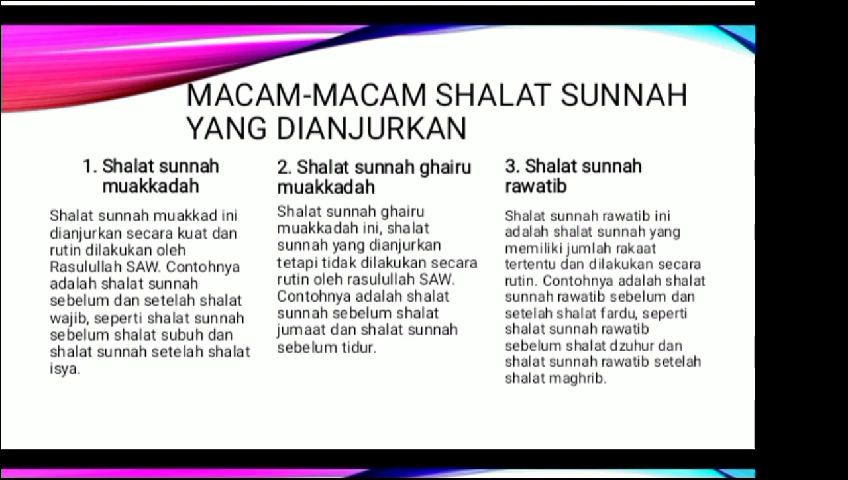 MACAM-MACAM SHALAT SUNNAH
YANG DIANJURKAN
1. Shalat sunnah
muakkadah
Shalat sunnah muakkad ini
dianjurkan secara kuat dan
rutin dilakukan oleh
Rasulullah SAW. Contohnya
adalah shalat sunnah
sebelum dan setelah shalat
wajib, seperti shalat sunnah
sebelum shalat subuh dan
shalat sunnah setelah shalat
isya.
2. Shalat sunnah ghairu
muakkadah
Shalat sunnah ghairu
muakkadah ini, shalat
sunnah yang dianjurkan
tetapi tidak dilakukan secara
rutin oleh rasulullah SAW.
Contohnya adalah shalat
sunnah sebelum shalat
jumaat dan shalat sunnah
sebelum tidur.
3. Shalat sunnah
rawatib
Shalat sunnah rawatib ini
adalah shalat sunnah yang
memiliki jumlah rakaat
tertentu dan dilakukan secara
rutin. Contohnya adalah shalat
sunnah rawatib sebelum dan
setelah shalat fardu, seperti
shalat sunnah rawatib
sebelum shalat dzuhur dan
shalat sunnah rawatib setelah
shalat maghrib.